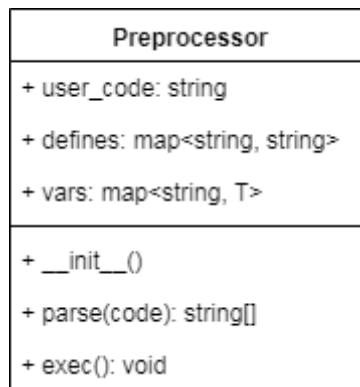 Preprocessor
+ user_code: string
+ defines: map<string, string>
+ vars: map<string, T>
+ __init__()
+ parse(code): string[]
+ exec(): void